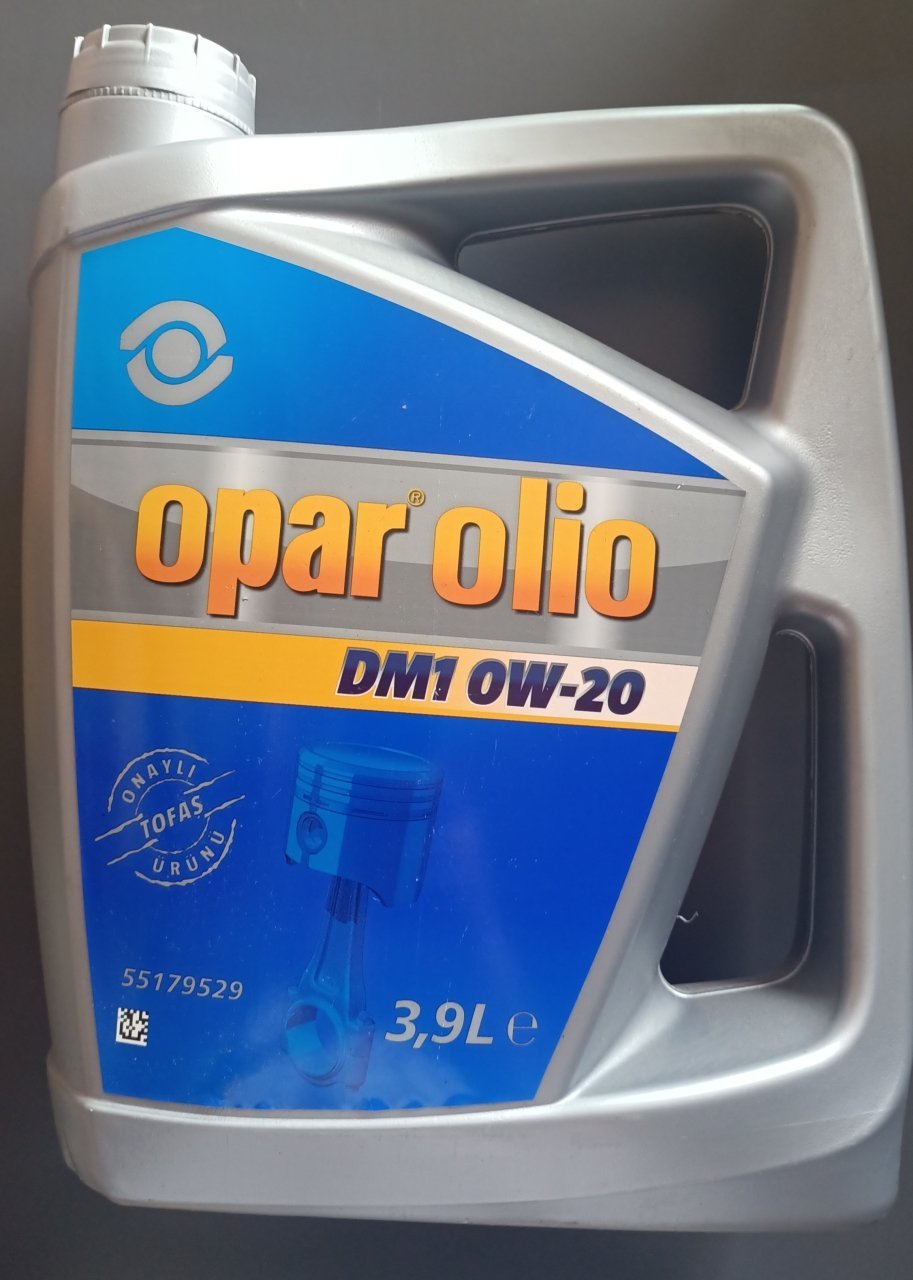 opar® olio
DM1 0W-20
ONAYLI
TOFAŞ
ÜRÜNÜ
55179529
3,9L e